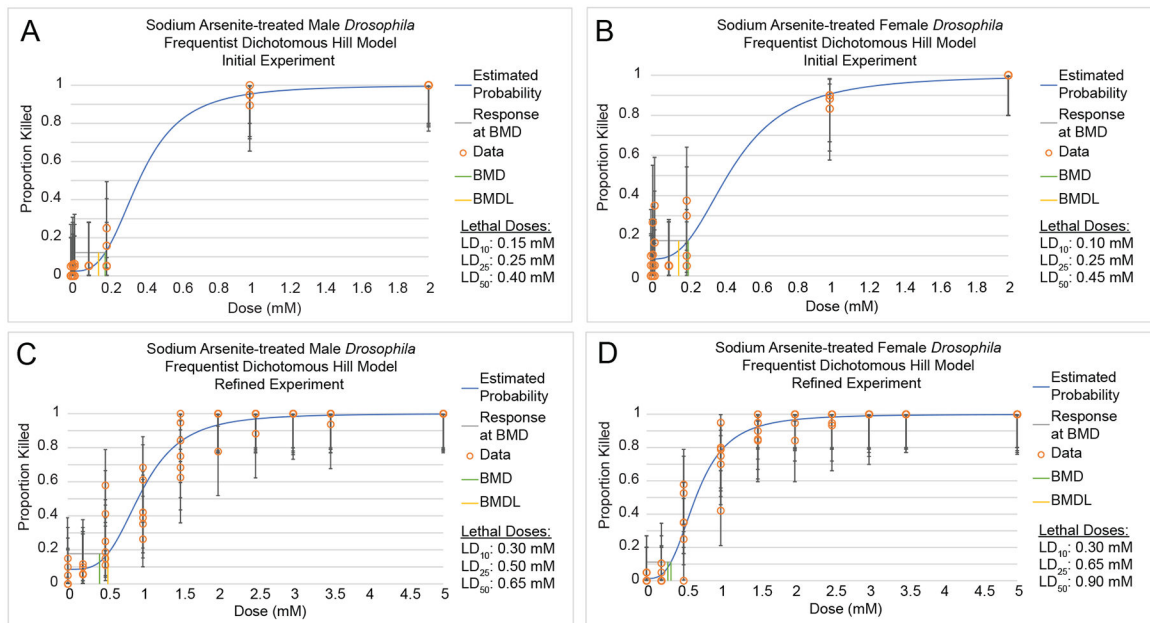 A
Sodium Arsenite-treated Male Drosophila
Frequentist Dichotomous Hill Model
Initial Experiment
Proportion Killed
1
0.8
0.6
0.4
0.2
0
0 0.2 0.4 0.6 0.8 1 1.2 1.4 1.6 1.8 2
Dose (mM)
Estimated
Probability
Response
at BMD
Data
BMD
BMDL
Lethal Doses:
LD10: 0.15 mM
LD25: 0.25 mM
LD50: 0.40 mM
B
Sodium Arsenite-treated Female Drosophila
Frequentist Dichotomous Hill Model
Initial Experiment
Proportion Killed
1
0.8
0.6
0.4
0.2
0
0 0.2 0.4 0.6 0.8 1 1.2 1.4 1.6 1.8 2
Dose (mM)
Estimated
Probability
Response
at BMD
Data
BMD
BMDL
Lethal Doses:
LD10: 0.10 mM
LD25: 0.25 mM
LD50: 0.45 mM
C
Sodium Arsenite-treated Male Drosophila
Frequentist Dichotomous Hill Model
Refined Experiment
Proportion Killed
1
0.8
0.6
0.4
0.2
0
0 0.5 1 1.5 2 2.5 3 3.5 4 4.5 5
Dose (mM)
Estimated
Probability
Response
at BMD
Data
BMD
BMDL
Lethal Doses:
LD10: 0.30 mM
LD25: 0.50 mM
LD50: 0.65 mM
D
Sodium Arsenite-treated Female Drosophila
Frequentist Dichotomous Hill Model
Refined Experiment
Proportion Killed
1
0.8
0.6
0.4
0.2
0
0 0.5 1 1.5 2 2.5 3 3.5 4 4.5 5
Dose (mM)
Estimated
Probability
Response
at BMD
Data
BMD
BMDL
Lethal Doses:
LD10: 0.30 mM
LD25: 0.65 mM
LD50: 0.90 mM